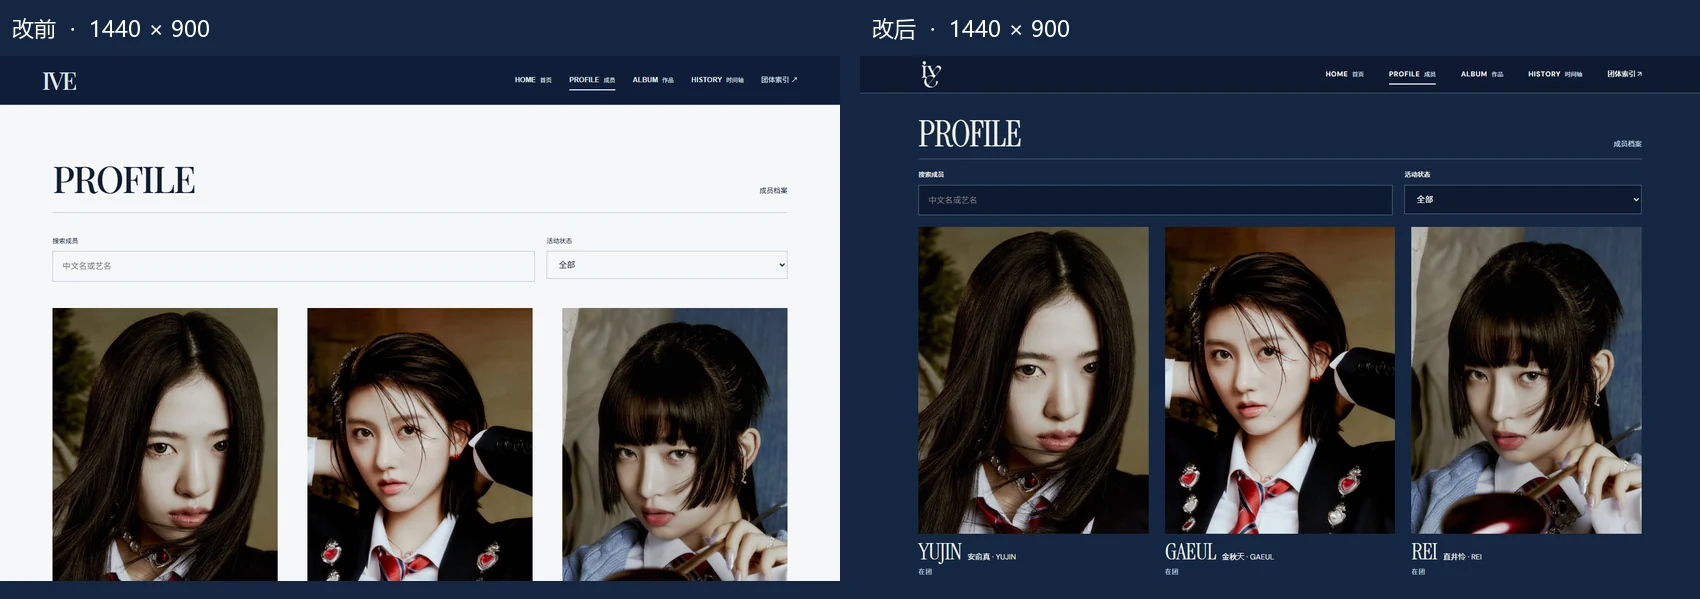 改前 · 1440 × 900
IVE
HOME 首页 PROFILE 成员 ALBUM 作品 HISTORY 时间轴 团体索引 ↗
PROFILE
成员档案
搜索成员
活动状态
中文名或艺名
全部
改后 · 1440 × 900
ive
HOME 首页 PROFILE 成员 ALBUM 作品 HISTORY 时间轴 团体索引 ↗
PROFILE
成员档案
搜索成员
活动状态
中文名或艺名
全部
YUJIN 安俞真 · YUJIN
在团
GAEUL 金秋天 · GAEUL
在团
REI 直井怜 · REI
在团